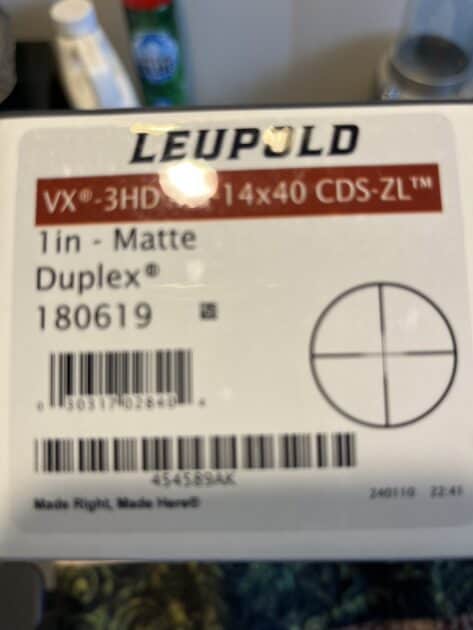 LEUPOLD
VX®-3HD -14x40 CDS-ZL™
1in - Matte
Duplex®
180619
454589AK
Made Right, Made Here®
240110 22:41